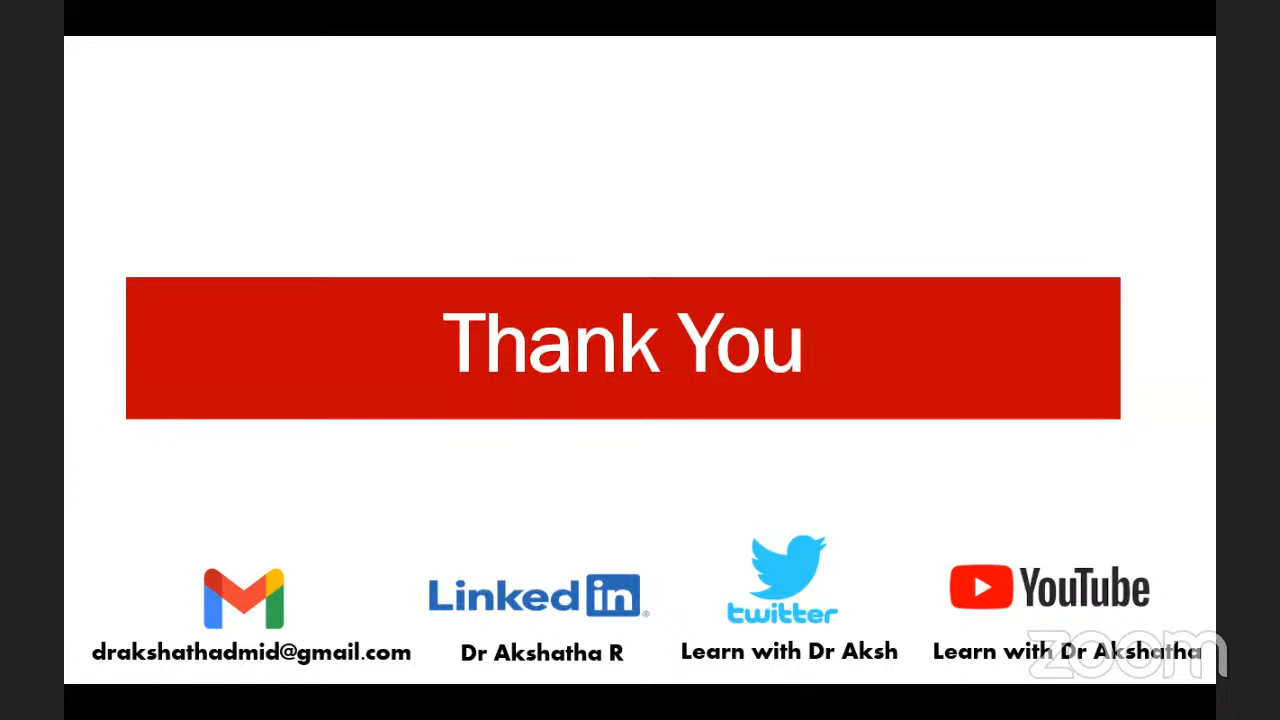 Thank You
Linked in
twitter
YouTube
drakshathadmid@gmail.com
Dr Akshatha R
Learn with Dr Aksh
Learn with Dr Akshatha
zoom